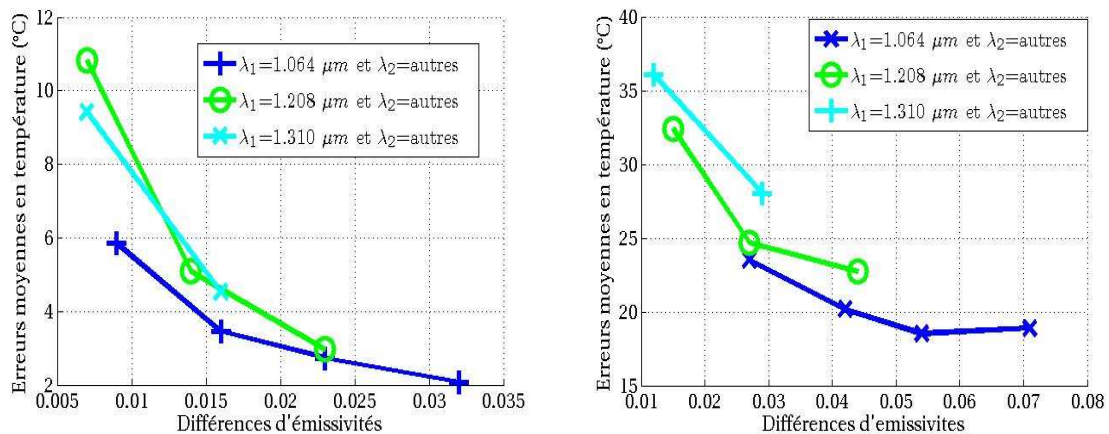 Erreurs moyennes en température (°C)
12
10
8
6
4
2
λ₁=1.064 μm et λ₂=autres
λ₁=1.208 μm et λ₂=autres
λ₁=1.310 μm et λ₂=autres
0.005 0.01 0.015 0.02 0.025 0.03 0.035
Différences d'émissivités
Erreurs moyennes en température (°C)
40
35
30
25
20
15
λ₁=1.064 μm et λ₂=autres
λ₁=1.208 μm et λ₂=autres
λ₁=1.310 μm et λ₂=autres
0.01 0.02 0.03 0.04 0.05 0.06 0.07 0.08
Différences d'emissivites